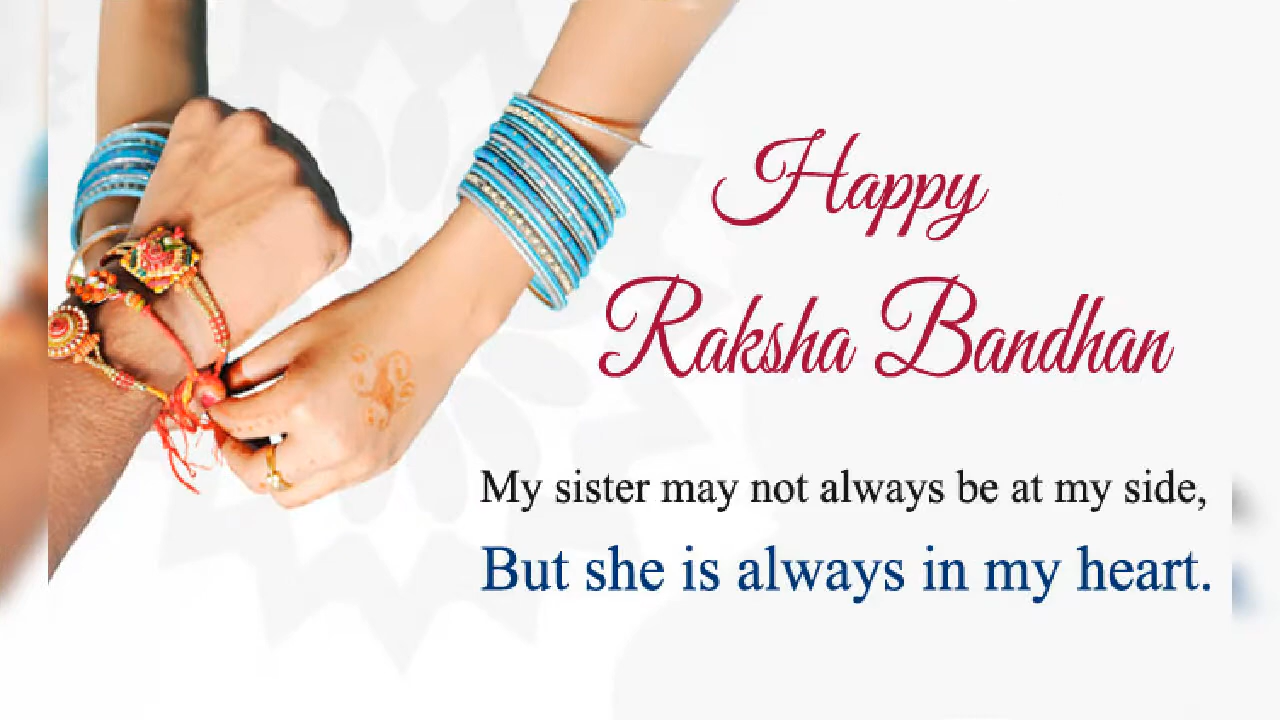 Happy
Raksha Bandhan
My sister may not always be at my side,
But she is always in my heart.